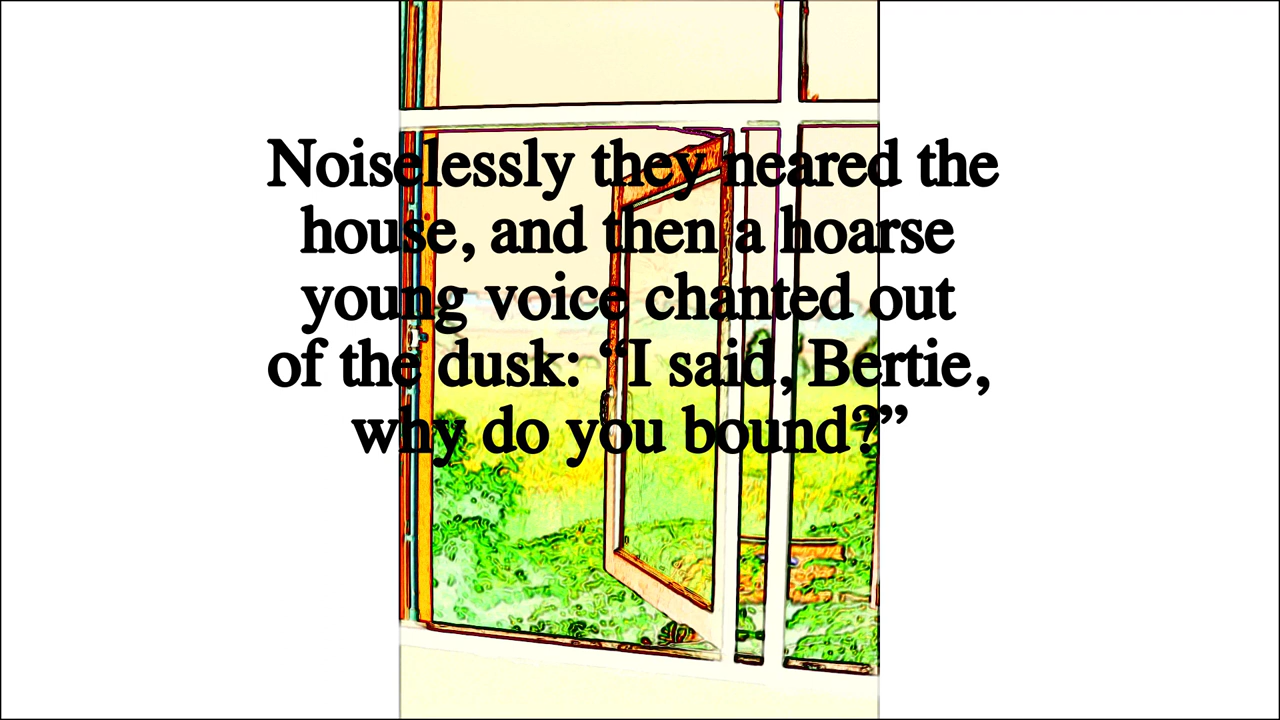 Noiselessly they neared the
house, and then a hoarse
young voice chanted out
of the dusk: “I said, Bertie,
why do you bound?”